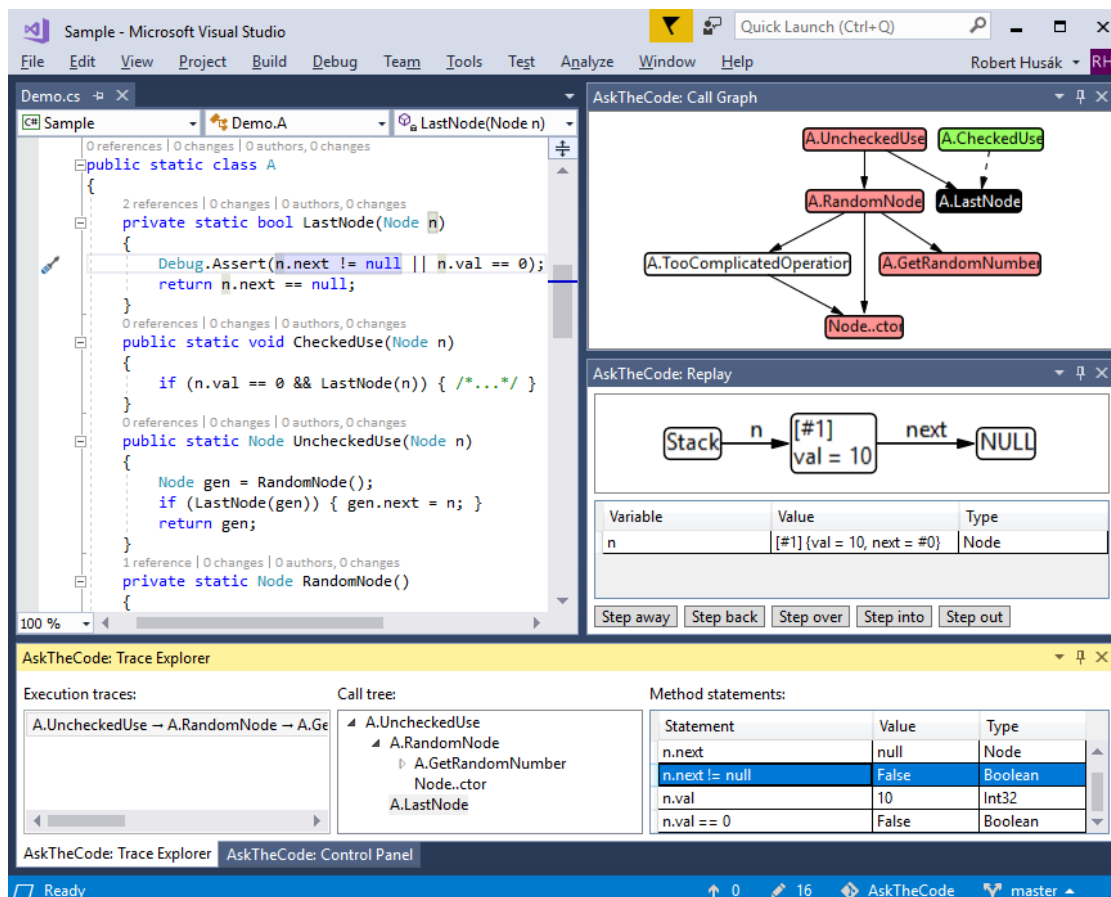 Sample - Microsoft Visual Studio
Quick Launch (Ctrl+Q)
File Edit View Project Build Debug Team Tools Test Analyze Window Help
Robert Husák RH
Demo.cs
C# Sample
Demo.A
LastNode(Node n)
0 references | 0 changes | 0 authors, 0 changes
public static class A
{
2 references | 0 changes | 0 authors, 0 changes
private static bool LastNode(Node n)
{
Debug.Assert(n.next != null || n.val == 0);
return n.next == null;
}
0 references | 0 changes | 0 authors, 0 changes
public static void CheckedUse(Node n)
{
if (n.val == 0 && LastNode(n)) { /*...*/ }
}
0 references | 0 changes | 0 authors, 0 changes
public static Node UncheckedUse(Node n)
{
Node gen = RandomNode();
if (LastNode(gen)) { gen.next = n; }
return gen;
}
1 reference | 0 changes | 0 authors, 0 changes
private static Node RandomNode()
{
100 %
AskTheCode: Call Graph
A.UncheckedUse
A.CheckedUse
A.RandomNode
A.LastNode
A.TooComplicatedOperation
A.GetRandomNumber
Node..ctor
AskTheCode: Replay
Stack
n
[#1]
val = 10
next
NULL
Variable Value Type
n [#1] {val = 10, next = #0} Node
Step away Step back Step over Step into Step out
AskTheCode: Trace Explorer
Execution traces:
A.UncheckedUse → A.RandomNode → A.Ge
Call tree:
A.UncheckedUse
A.RandomNode
A.GetRandomNumber
Node..ctor
A.LastNode
Method statements:
Statement Value Type
n.next null Node
n.next != null False Boolean
n.val 10 Int32
n.val == 0 False Boolean
AskTheCode: Trace Explorer
AskTheCode: Control Panel
Ready
0 16 AskTheCode master